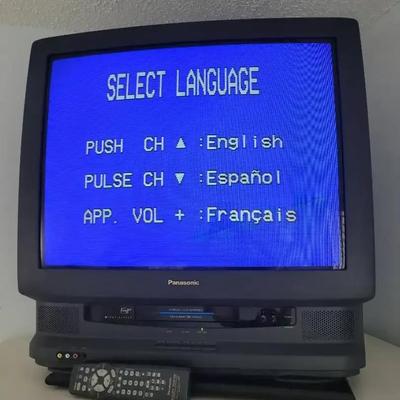 SELECT LANGUAGE
PUSH CH ▲ :English
PULSE CH ▼ :Español
APP. VOL + :Français
Panasonic